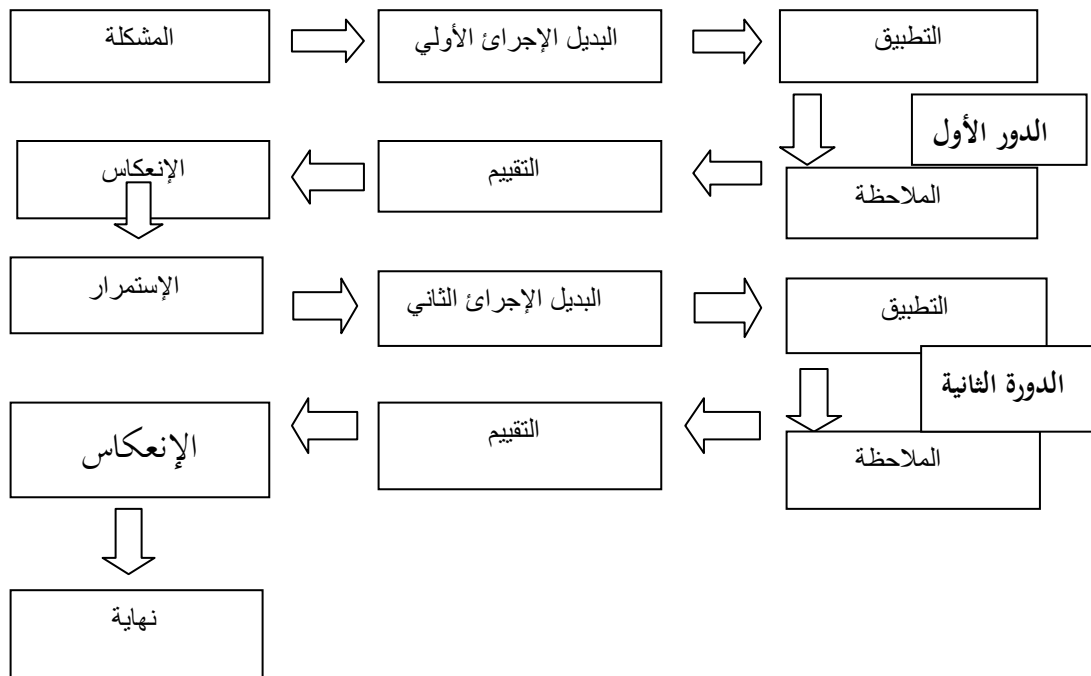 المشكلة
البديل الإجرائ الأولي
التطبيق
الدور الأول
الملاحظة
التقييم
الإنعكاس
الإستمرار
البديل الإجرائ الثاني
التطبيق
الدورة الثانية
الملاحظة
التقييم
الإنعكاس
نهاية